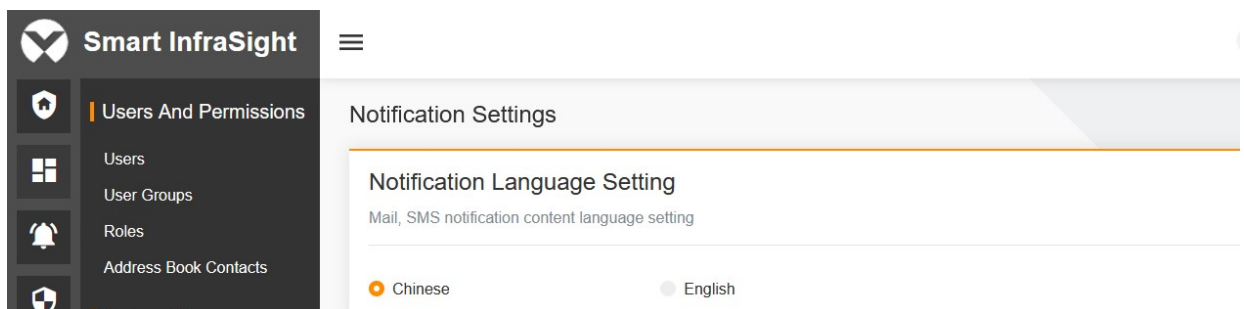 Smart InfraSight
Users And Permissions
Users
User Groups
Roles
Address Book Contacts
Notification Settings
Notification Language Setting
Mail, SMS notification content language setting
Chinese
English